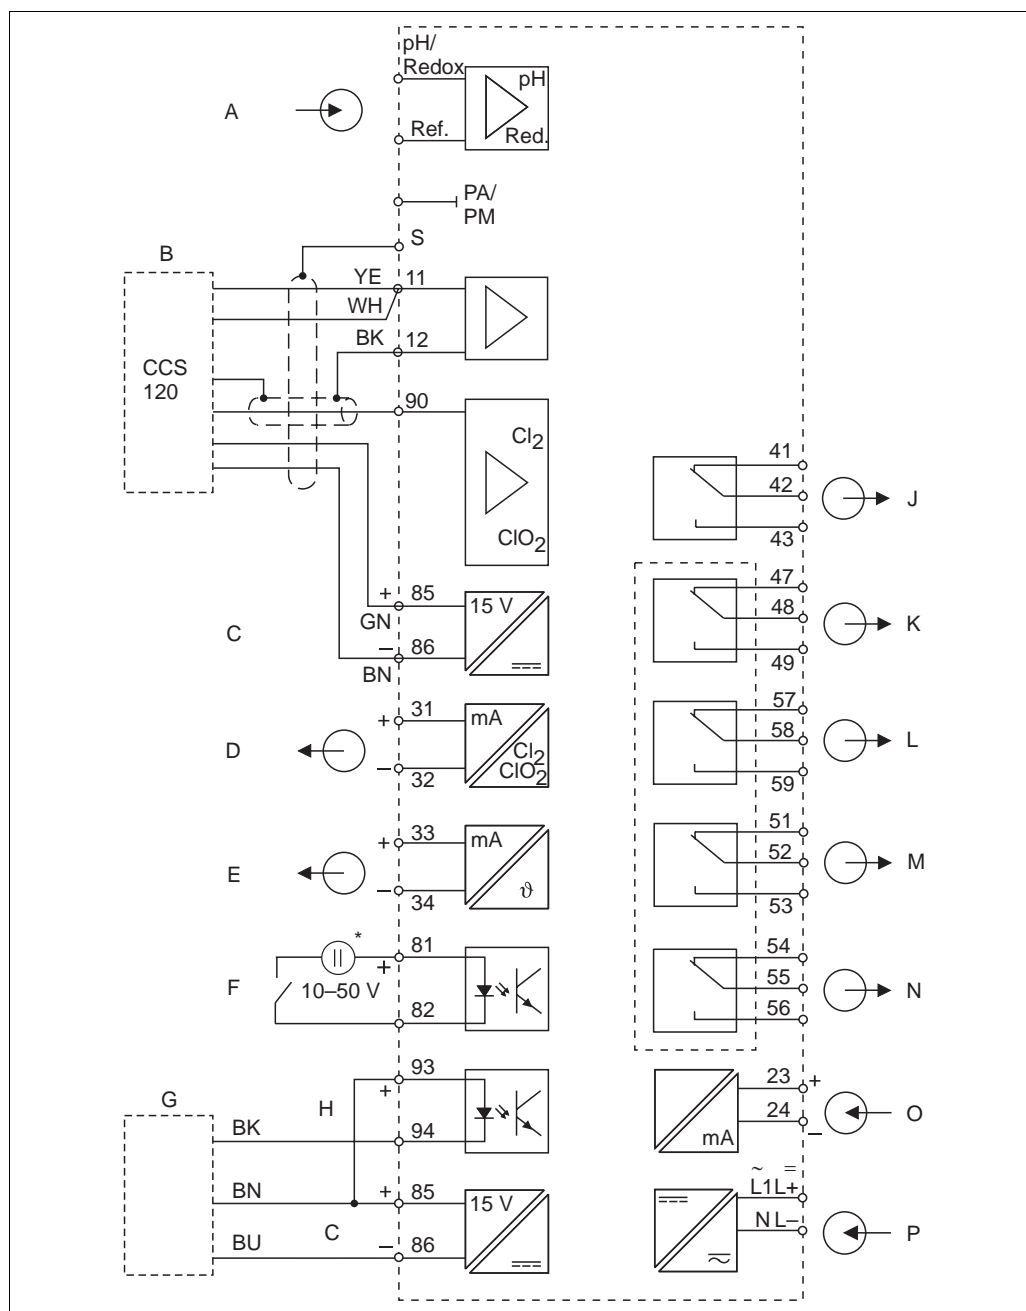 pH/
Redox
pH
A
Ref.
Red.
PA/
PM
S
B
YE
11
WH
BK
12
CCS
120
90
Cl2
ClO2
+
85
15 V
GN
C
–
86
BN
31
+
mA
D
Cl2
ClO2
–
32
33
+
mA
E
–
ϑ
34
*
81
+
F
10–50 V
82
93
+
G
H
BK
94
BN
+
85
15 V
C
BU
–
86
41
42
J
43
47
48
K
49
57
58
L
59
51
52
M
53
54
55
N
56
23
+
24
O
mA
–
~ =
L1 L+
N L–
P